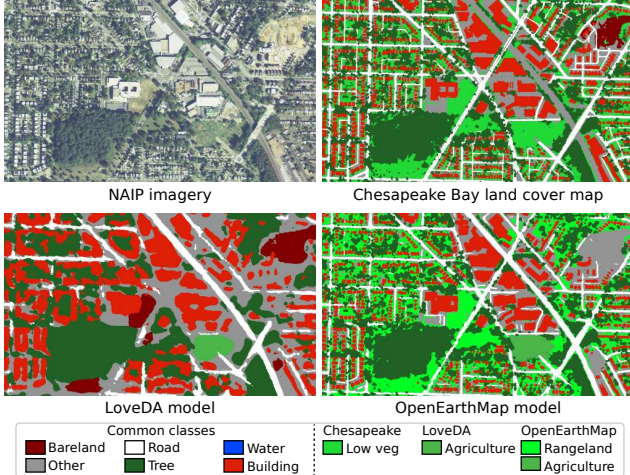 NAIP imagery
Chesapeake Bay land cover map
LoveDA model
OpenEarthMap model
Common classes
Bareland
Road
Water
Other
Tree
Building
Chesapeake
Low veg
LoveDA
Agriculture
OpenEarthMap
Rangeland
Agriculture